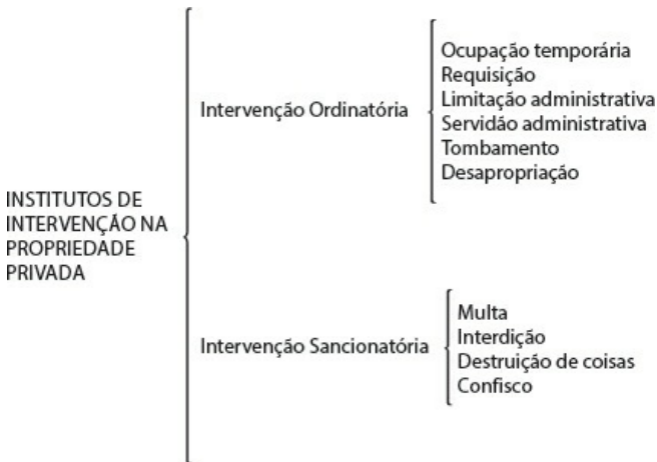 INSTITUTOS DE
INTERVENÇÃO NA
PROPRIEDADE
PRIVADA
Intervenção Ordinatória
Ocupação temporária
Requisição
Limitação administrativa
Servidão administrativa
Tombamento
Desapropriação
Intervenção Sancionatória
Multa
Interdição
Destruição de coisas
Confisco